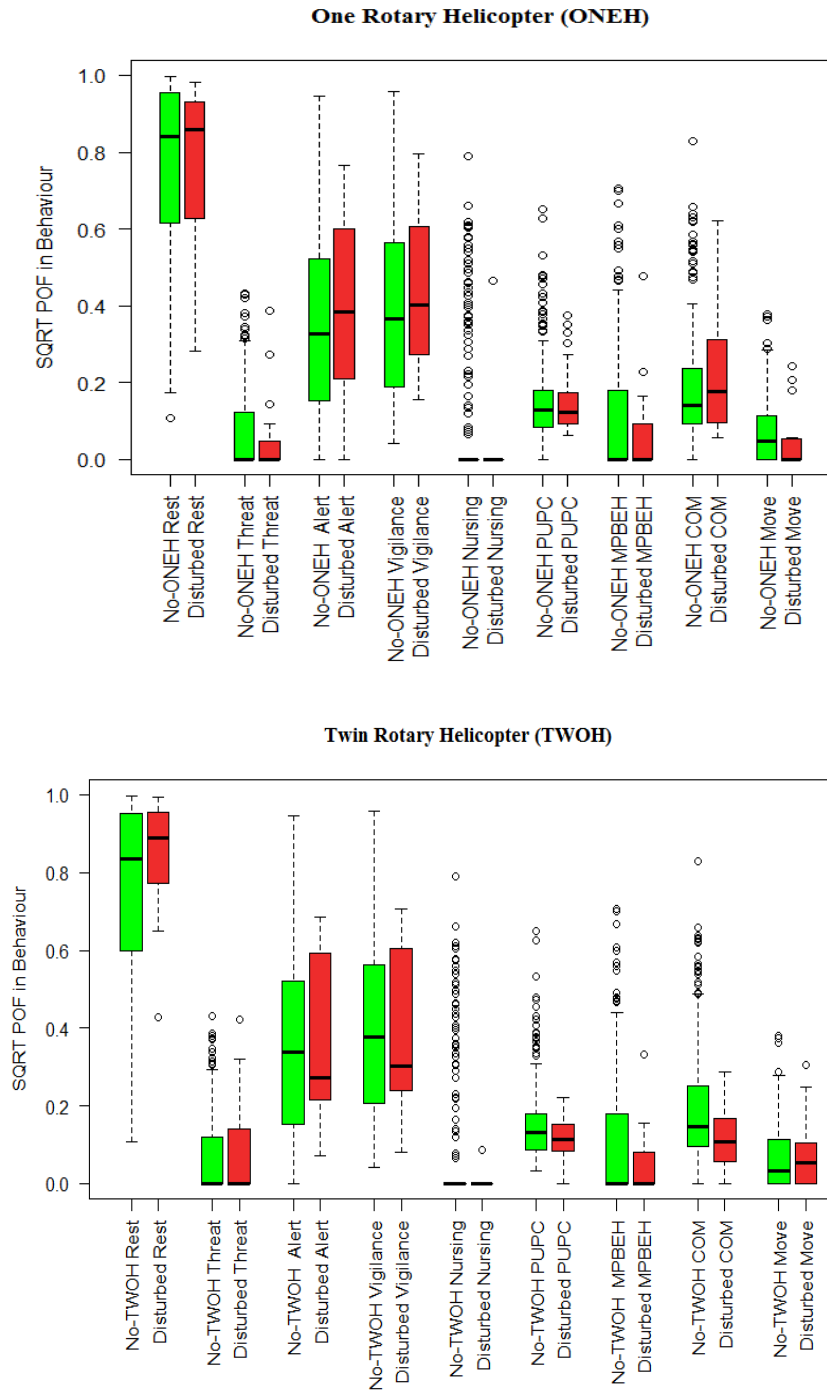 One Rotary Helicopter (ONEH)
SQRT POF in Behaviour
1.0
0.8
0.6
0.4
0.2
0.0
No-ONEH Rest
Disturbed Rest
No-ONEH Threat
Disturbed Threat
No-ONEH Alert
Disturbed Alert
No-ONEH Vigilance
Disturbed Vigilance
No-ONEH Nursing
Disturbed Nursing
No-ONEH PUPC
Disturbed PUPC
No-ONEH MPBEH
Disturbed MPBEH
No-ONEH COM
Disturbed COM
No-ONEH Move
Disturbed Move
Twin Rotary Helicopter (TWOH)
SQRT POF in Behaviour
1.0
0.8
0.6
0.4
0.2
0.0
No-TWOH Rest
Disturbed Rest
No-TWOH Threat
Disturbed Threat
No-TWOH Alert
Disturbed Alert
No-TWOH Vigilance
Disturbed Vigilance
No-TWOH Nursing
Disturbed Nursing
No-TWOH PUPC
Disturbed PUPC
No-TWOH MPBEH
Disturbed MPBEH
No-TWOH COM
Disturbed COM
No-TWOH Move
Disturbed Move